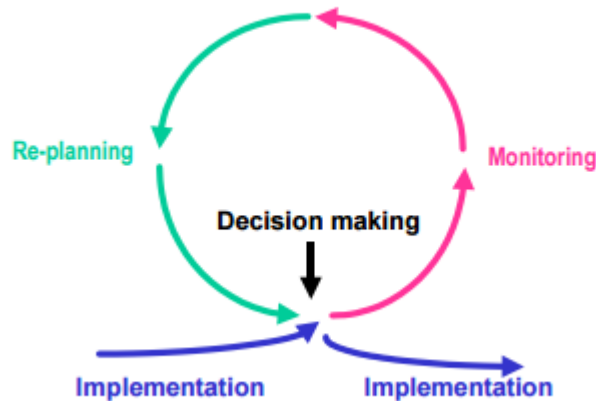 Re-planning
Monitoring
Decision making
Implementation
Implementation